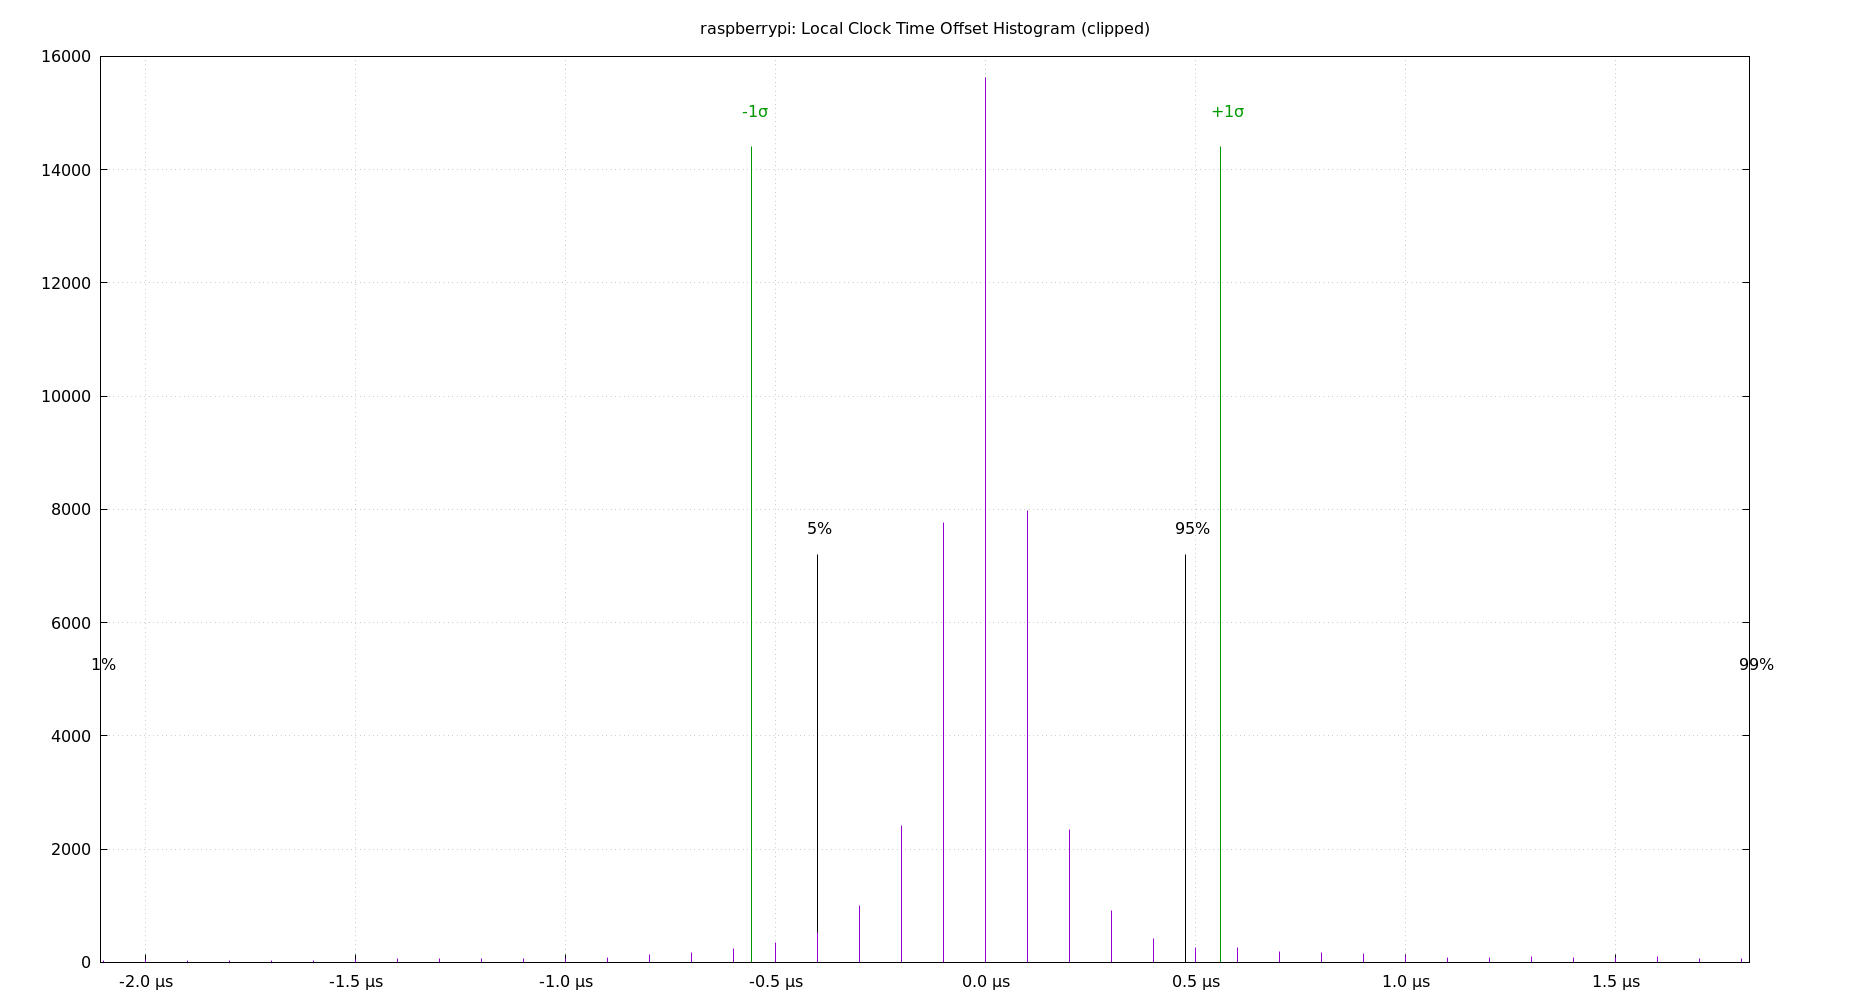 raspberrypi: Local Clock Time Offset Histogram (clipped)
16000
-1σ
+1σ
14000
12000
10000
8000
5%
95%
6000
1%
99%
4000
2000
0
-2.0 µs
-1.5 µs
-1.0 µs
-0.5 µs
0.0 µs
0.5 µs
1.0 µs
1.5 µs